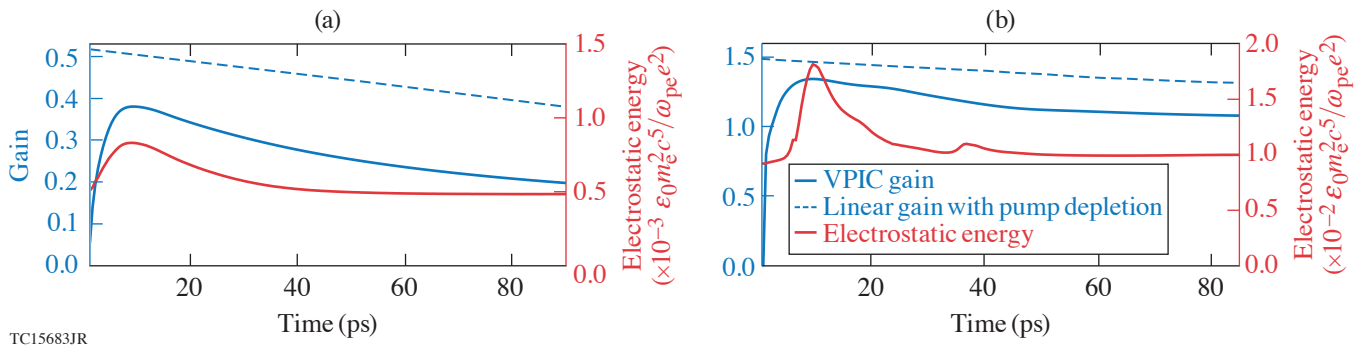 (a)
0.5
0.4
0.3
0.2
0.1
0.0
Gain
1.5
1.0
0.5
0.0
Electrostatic energy
(×10⁻³ ε₀mₑ²c⁵/ωₚₑe²)
20 40 60 80
Time (ps)
TC15683JR
(b)
1.5
1.0
0.5
0.0
2.0
1.5
1.0
0.5
0.0
Electrostatic energy
(×10⁻² ε₀mₑ²c⁵/ωₚₑe²)
VPIC gain
Linear gain with pump depletion
Electrostatic energy
20 40 60 80
Time (ps)